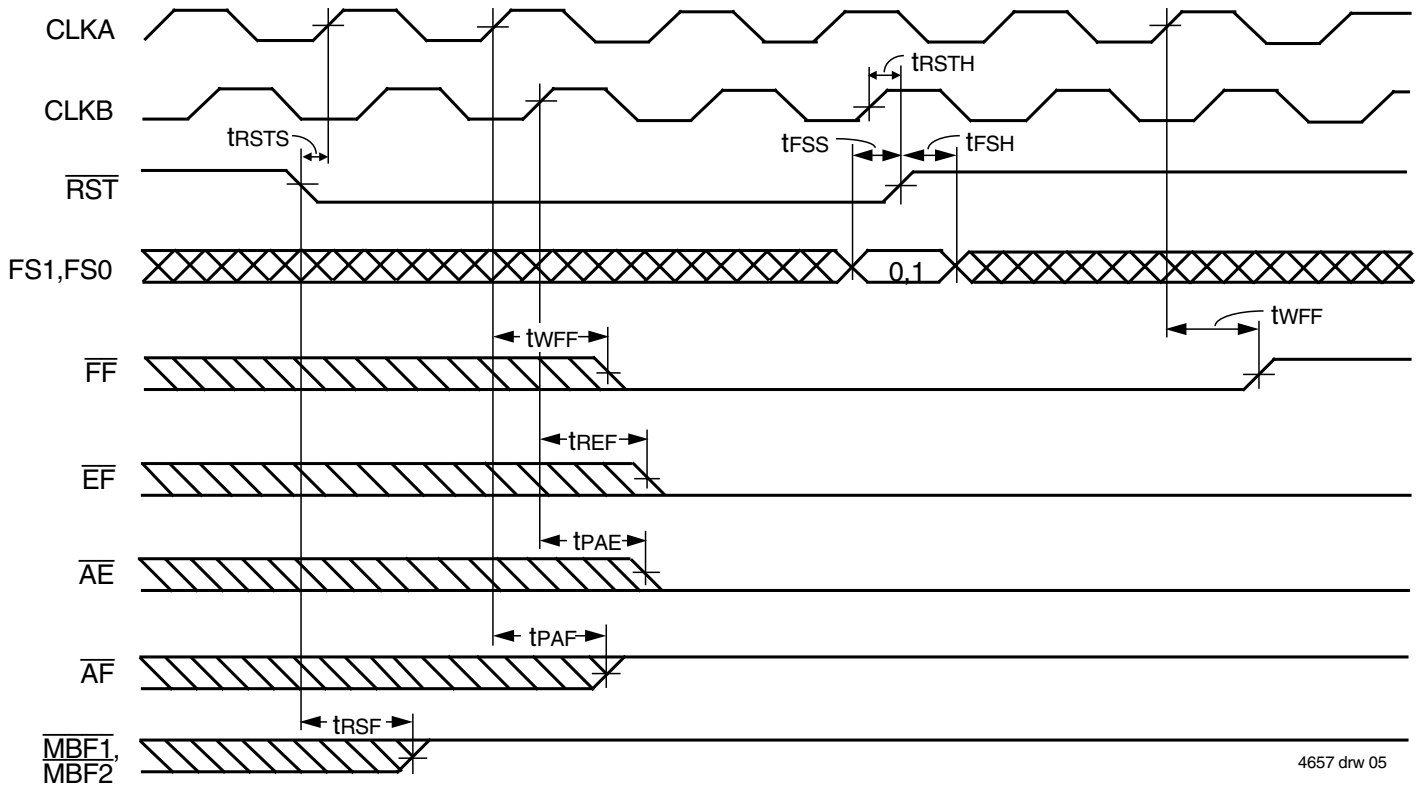 CLKA
tRSTH
CLKB
tRSTS
tFSS
tFSH
RST
FS1,FS0
0,1
tWFF
tWFF
FF
tREF
EF
tPAE
AE
tPAF
AF
tRSF
MBF1,
MBF2
4657 drw 05